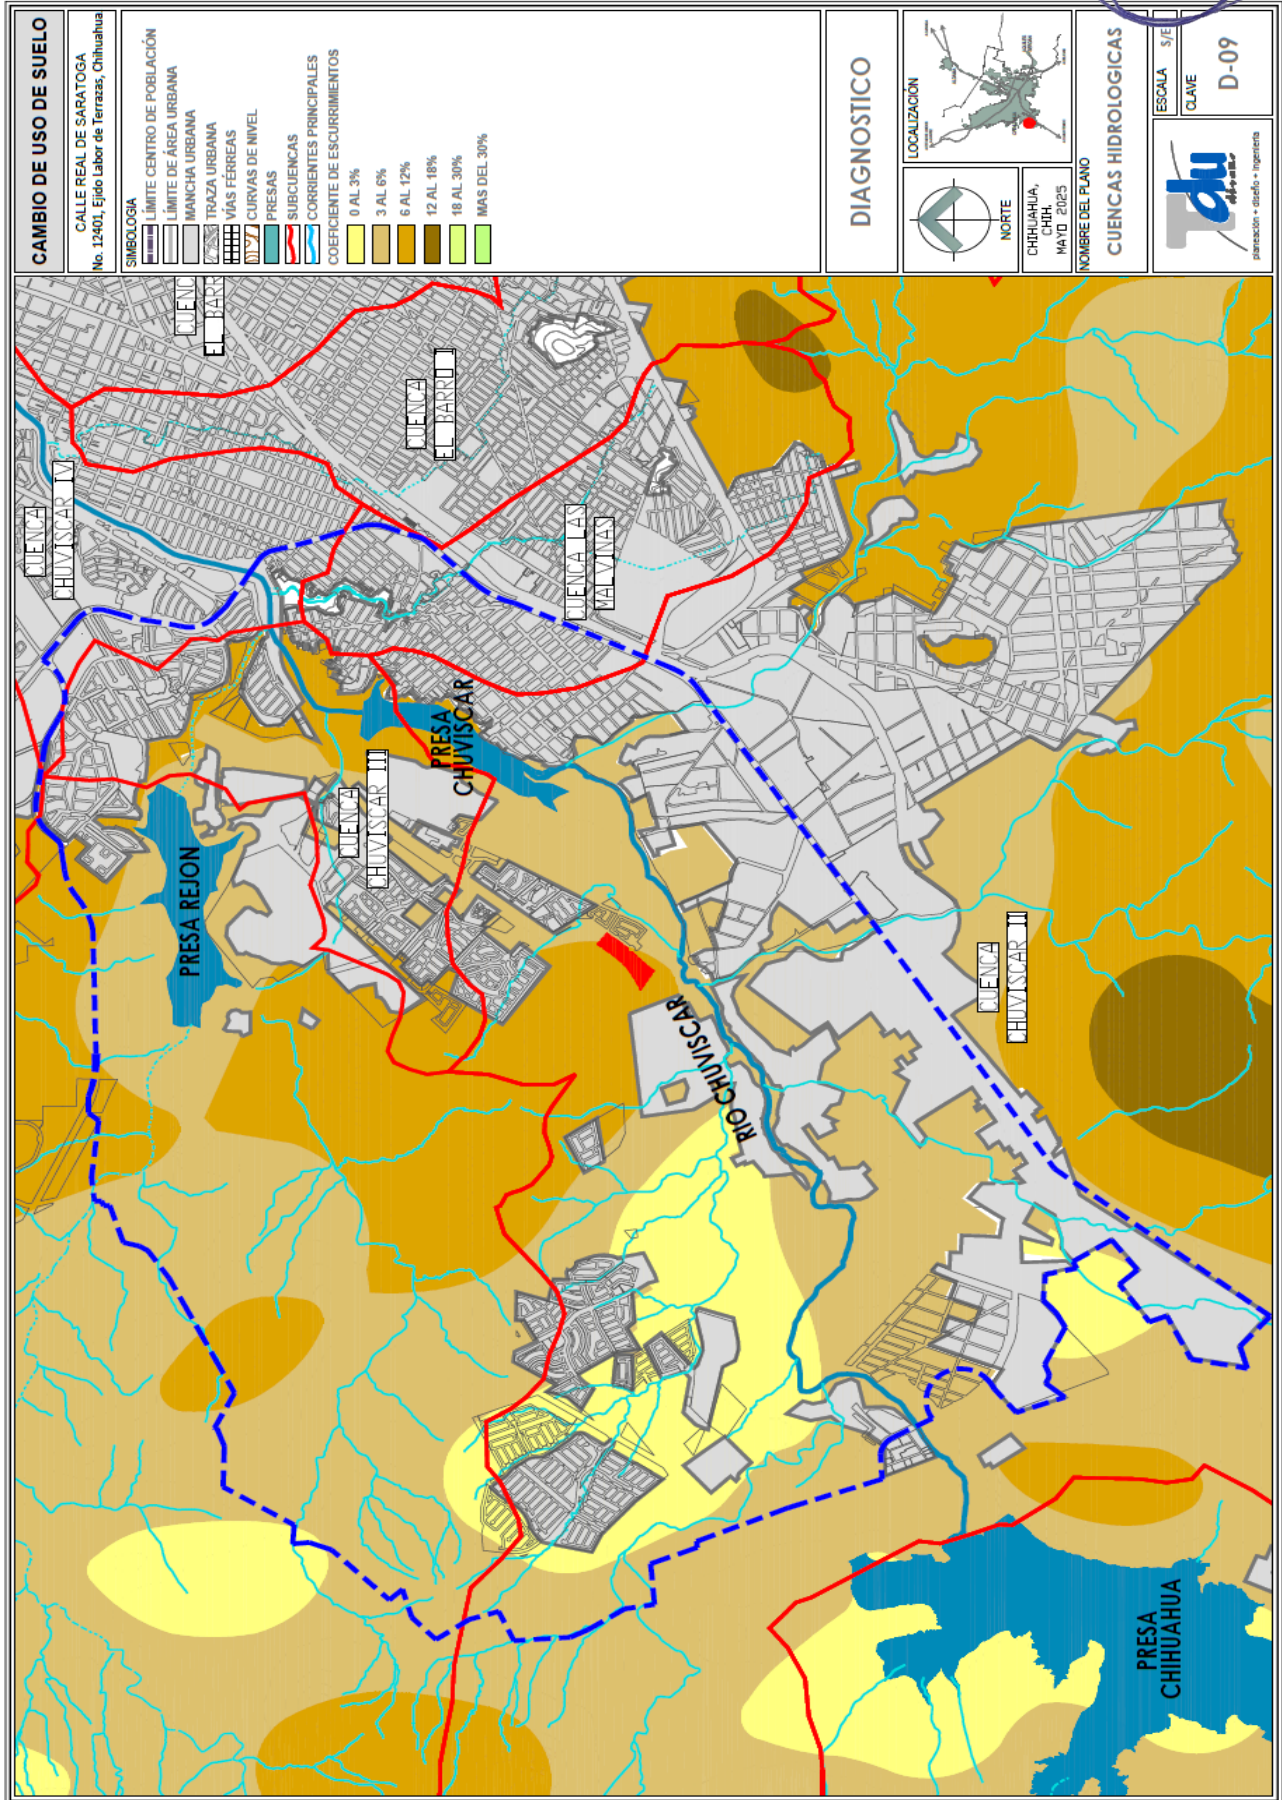 CAMBIO DE USO DE SUELO
CALLE REAL DE SARATOGA
No. 12401, Ejido Labor de Terrazas, Chihuahua
SIMBOLOGIA
LÍMITE CENTRO DE POBLACIÓN
LÍMITE DE ÁREA URBANA
MANCHA URBANA
TRAZA URBANA
VÍAS FÉRREAS
CURVAS DE NIVEL
PRESAS
SUBCUENCAS
CORRIENTES PRINCIPALES
COEFICIENTE DE ESCURRIMIENTOS
0 AL 3%
3 AL 6%
6 AL 12%
12 AL 18%
18 AL 30%
MAS DEL 30%
DIAGNOSTICO
LOCALIZACIÓN
NORTE
CHIHUAHUA,
CHIH.
MAYO 2025
NOMBRE DEL PLANO
CUENCAS HIDROLOGICAS
ESCALA S/E
CLAVE
D-09
Tdu
planeación + diseño + ingeniería
CUENCA
CHUVISCAR IV
CUENC
EL BARR
CUENCA
EL BARRO I
CUENCA LAS
MALVINAS
PRESA
CHUVISCAR
CUENCA
CHUVISCAR III
PRESA REJON
RIO CHUVISCAR
CUENCA
CHUVISCAR II
PRESA
CHIHUAHUA